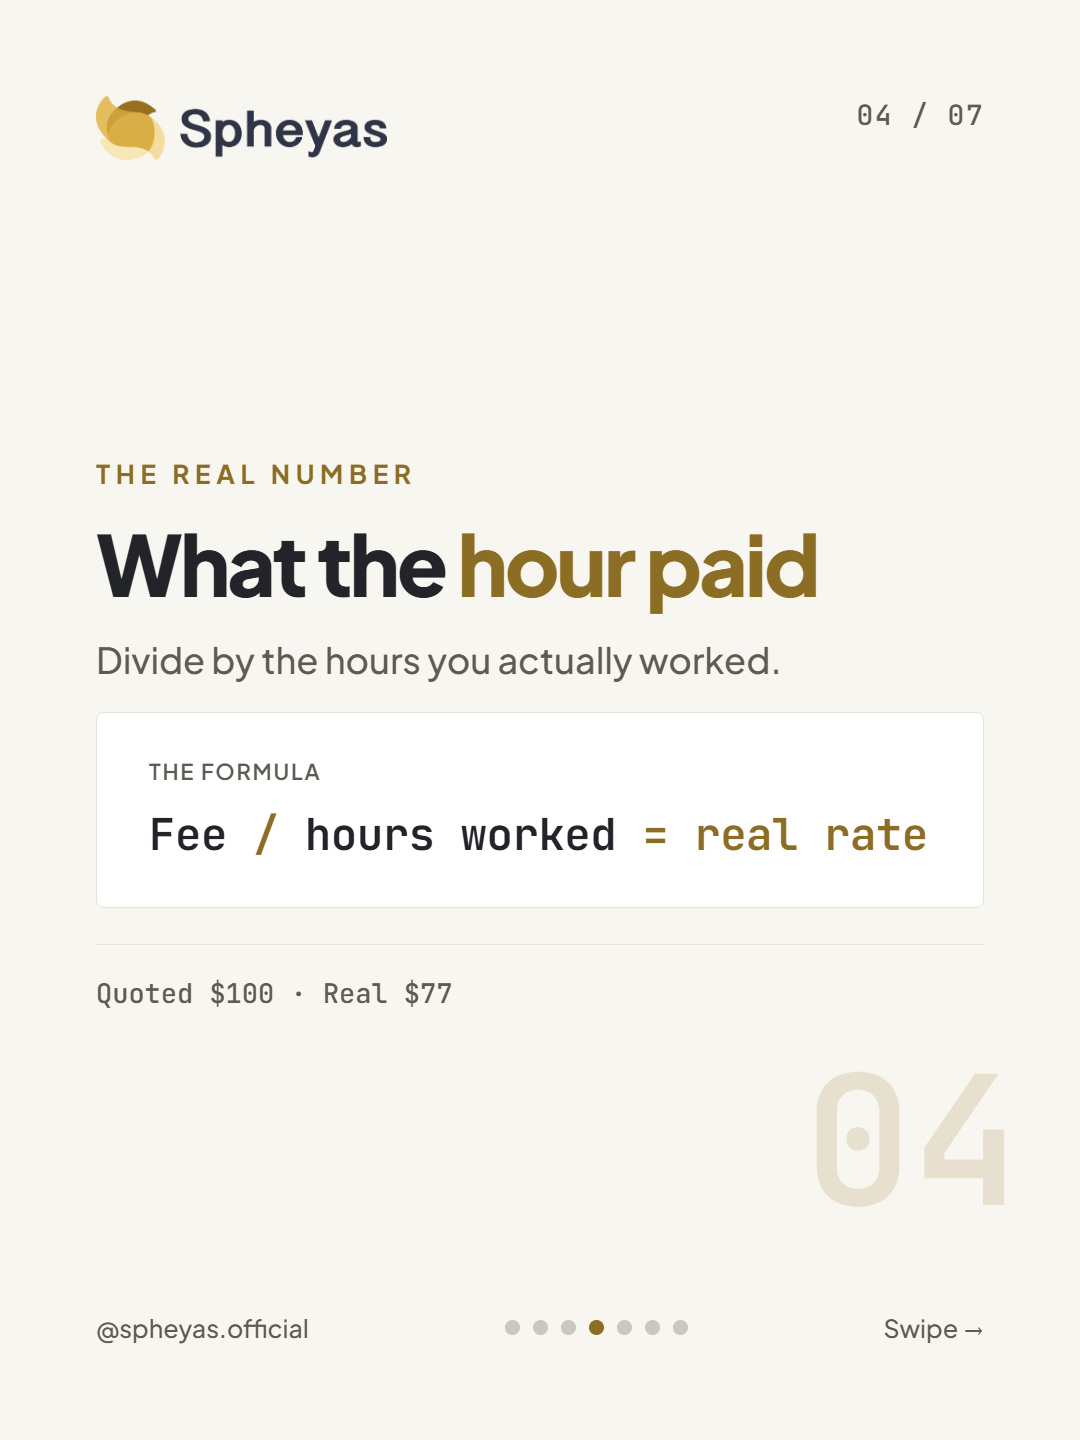 Spheyas
04 / 07
THE REAL NUMBER
What the hour paid
Divide by the hours you actually worked.
THE FORMULA
Fee / hours worked = real rate
Quoted $100 · Real $77
04
@spheyas.official
Swipe →